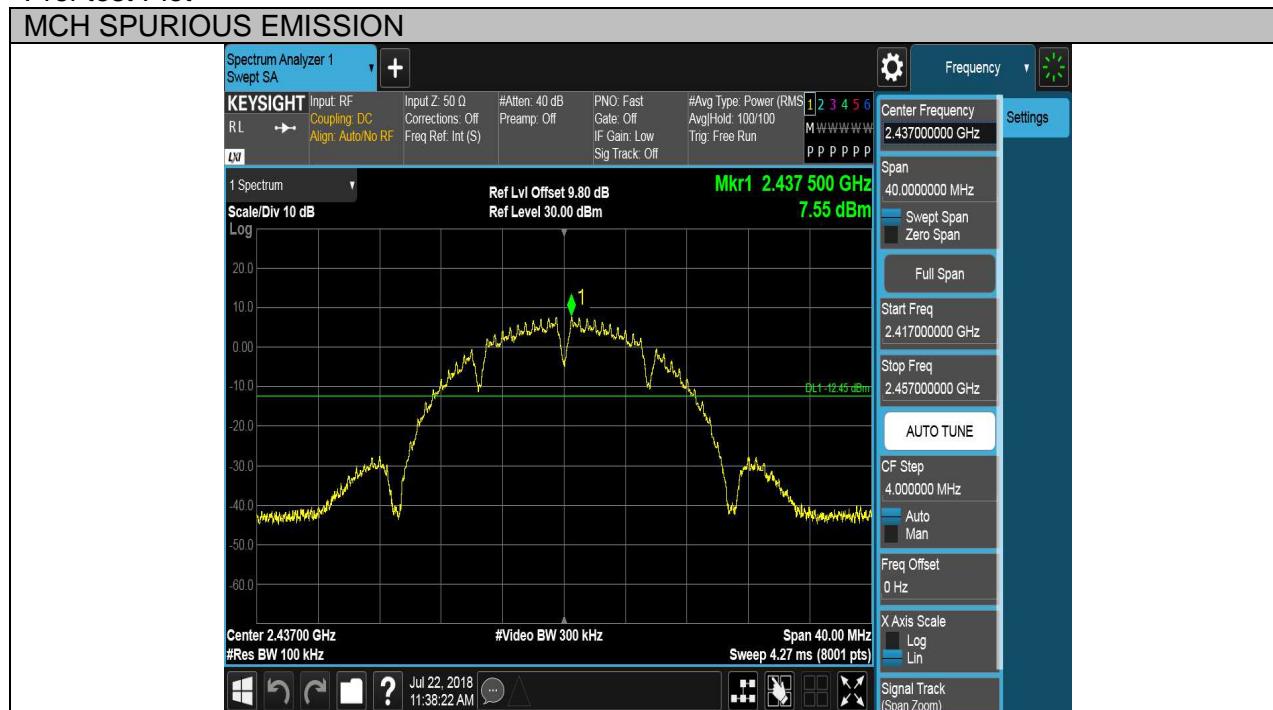 MCH SPURIOUS EMISSION
Spectrum Analyzer 1
Swept SA
+
Frequency
KEYSIGHT
RL
LXI
Input: RF
Coupling: DC
Align: Auto/No RF
Input Z: 50 Ω
Corrections: Off
Freq Ref: Int (S)
#Atten: 40 dB
Preamp: Off
PNO: Fast
Gate: Off
IF Gain: Low
Sig Track: Off
#Avg Type: Power (RMS
Avg|Hold: 100/100
Trig: Free Run
1 2 3 4 5 6
M W W W W W
P P P P P P
1 Spectrum
Scale/Div 10 dB
Log
Ref Lvl Offset 9.80 dB
Ref Level 30.00 dBm
Mkr1 2.437 500 GHz
7.55 dBm
20.0
10.0
0.00
-10.0
-20.0
-30.0
-40.0
-50.0
-60.0
1
DL1 -12.45 dBm
Center 2.43700 GHz
#Res BW 100 kHz
#Video BW 300 kHz
Span 40.00 MHz
Sweep 4.27 ms (8001 pts)
Center Frequency
2.437000000 GHz
Settings
Span
40.0000000 MHz
Swept Span
Zero Span
Full Span
Start Freq
2.417000000 GHz
Stop Freq
2.457000000 GHz
AUTO TUNE
CF Step
4.000000 MHz
Auto
Man
Freq Offset
0 Hz
X Axis Scale
Log
Lin
Signal Track
(Span Zoom)
?
Jul 22, 2018
11:38:22 AM